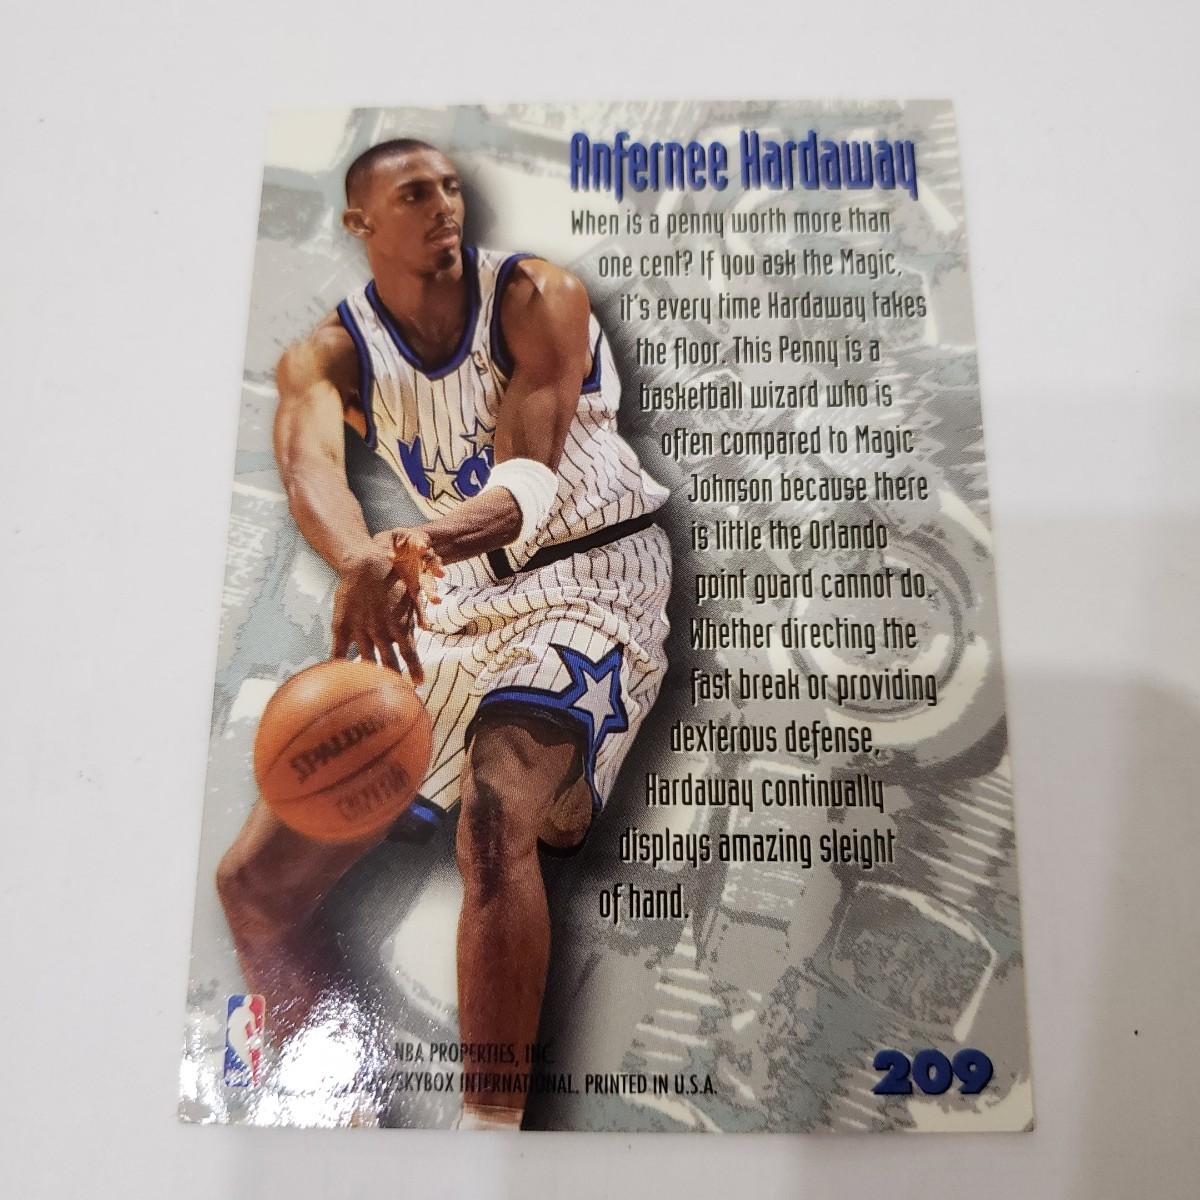 Anfernee Hardaway
When is a penny worth more than
one cent? If you ask the Magic,
it's every time Hardaway takes
the floor. This Penny is a
basketball wizard who is
often compared to Magic
Johnson because there
is little the Orlando
point guard cannot do.
Whether directing the
fast break or providing
dexterous defense,
Hardaway continually
displays amazing sleight
of hand.
SPALDING
NBA PROPERTIES, INC.
/SKYBOX INTERNATIONAL. PRINTED IN U.S.A.
209